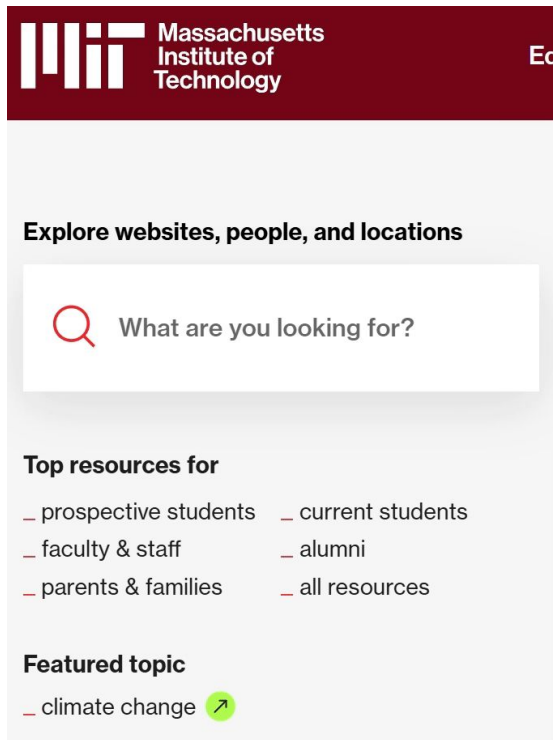 MIT Massachusetts
Institute of
Technology
Explore websites, people, and locations
What are you looking for?
Top resources for
_ prospective students
_ current students
_ faculty & staff
_ alumni
_ parents & families
_ all resources
Featured topic
_ climate change ↗